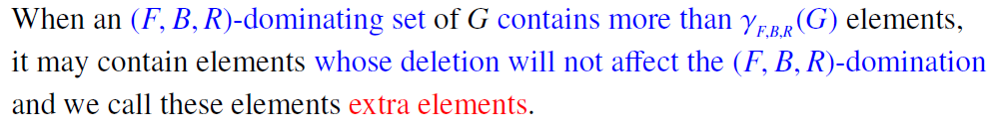 When an (F, B, R)-dominating set of G contains more than γ_{F,B,R}(G) elements,
it may contain elements whose deletion will not affect the (F, B, R)-domination
and we call these elements extra elements.